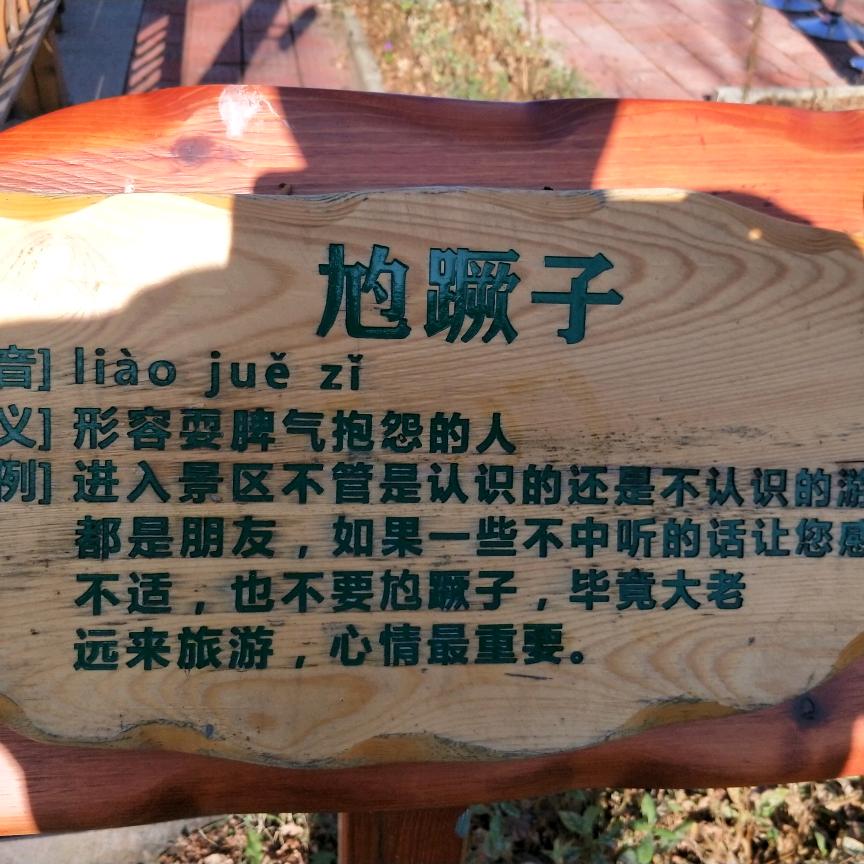 尥蹶子
音] liào juě zǐ
义] 形容耍脾气抱怨的人
例] 进入景区不管是认识的还是不认识的游
都是朋友，如果一些不中听的话让您感
不适，也不要尥蹶子，毕竟大老
远来旅游，心情最重要。